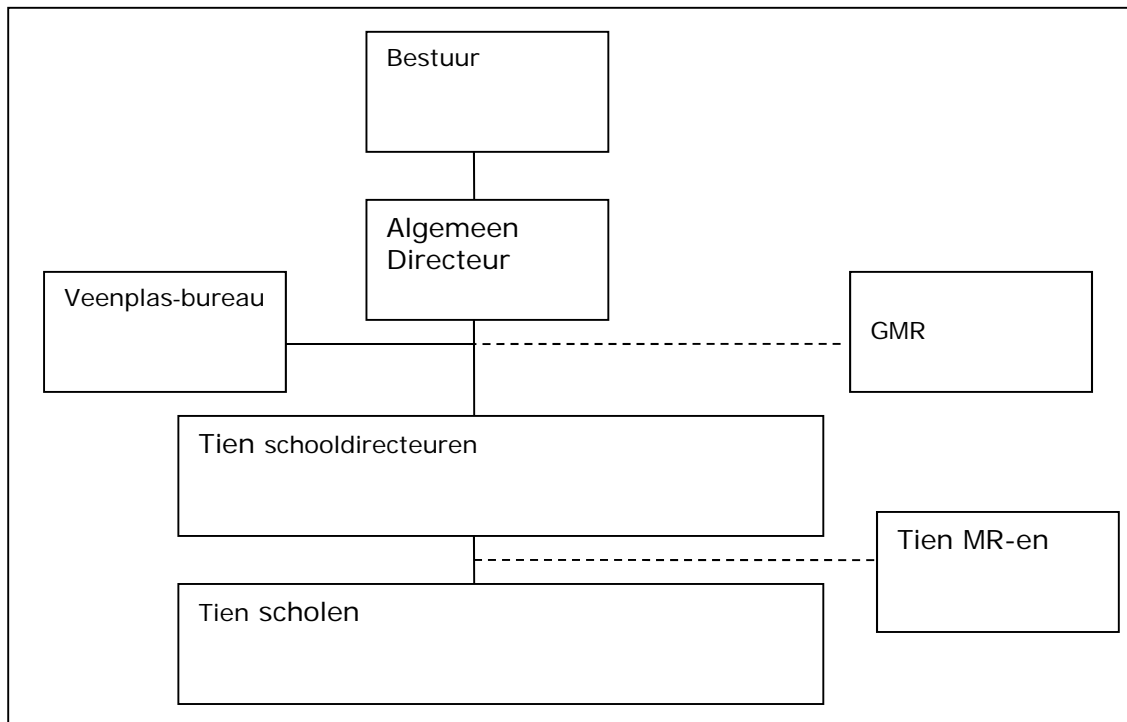 Bestuur
Algemeen
Directeur
Veenplas-bureau
GMR
Tien schooldirecteuren
Tien MR-en
Tien scholen